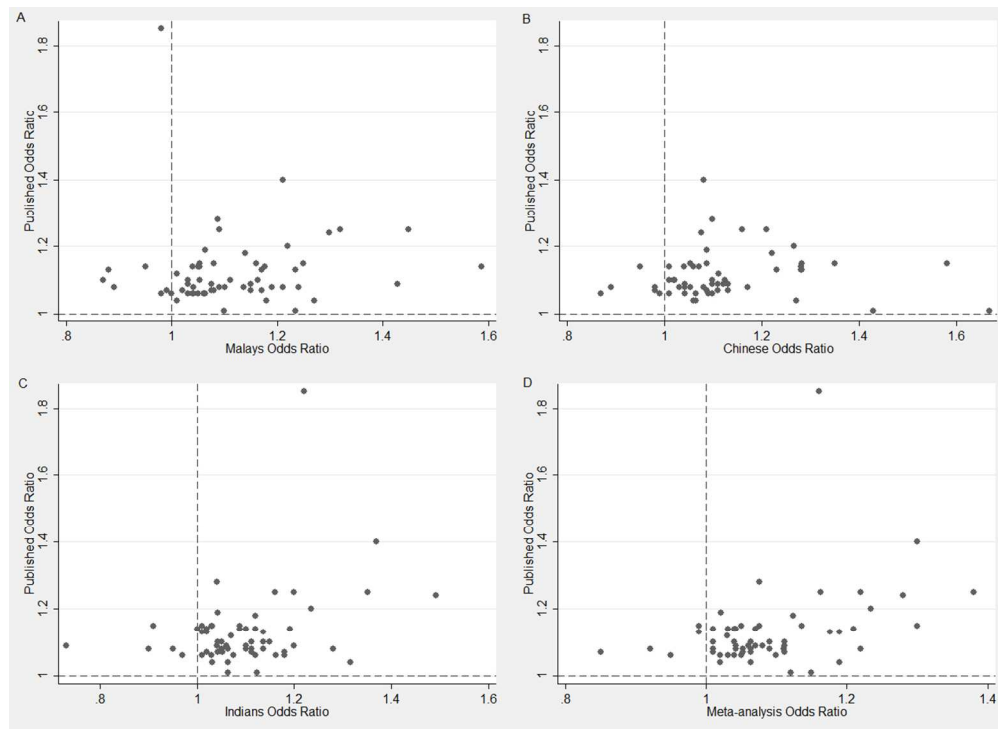 A
Published Odds Ratio
1.8
1.6
1.4
1.2
1
.8 1 1.2 1.4 1.6
Malays Odds Ratio
B
Published Odds Ratio
1.8
1.6
1.4
1.2
1
.8 1 1.2 1.4 1.6
Chinese Odds Ratio
C
Published Odds Ratio
1.8
1.6
1.4
1.2
1
.8 1 1.2 1.4 1.6
Indians Odds Ratio
D
Published Odds Ratio
1.8
1.6
1.4
1.2
1
.8 1 1.2 1.4
Meta-analysis Odds Ratio